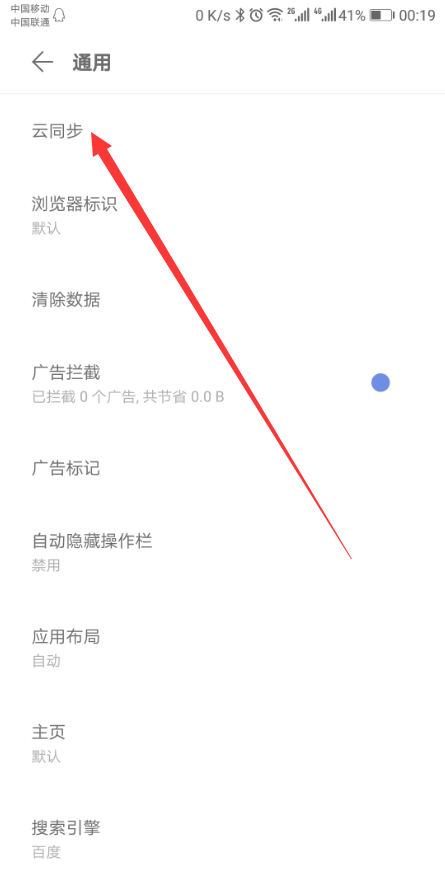 中国移动
中国联通
0 K/s 2G 4G 41% 00:19
通用
云同步
浏览器标识
默认
清除数据
广告拦截
已拦截 0 个广告, 共节省 0.0 B
广告标记
自动隐藏操作栏
禁用
应用布局
自动
主页
默认
搜索引擎
百度